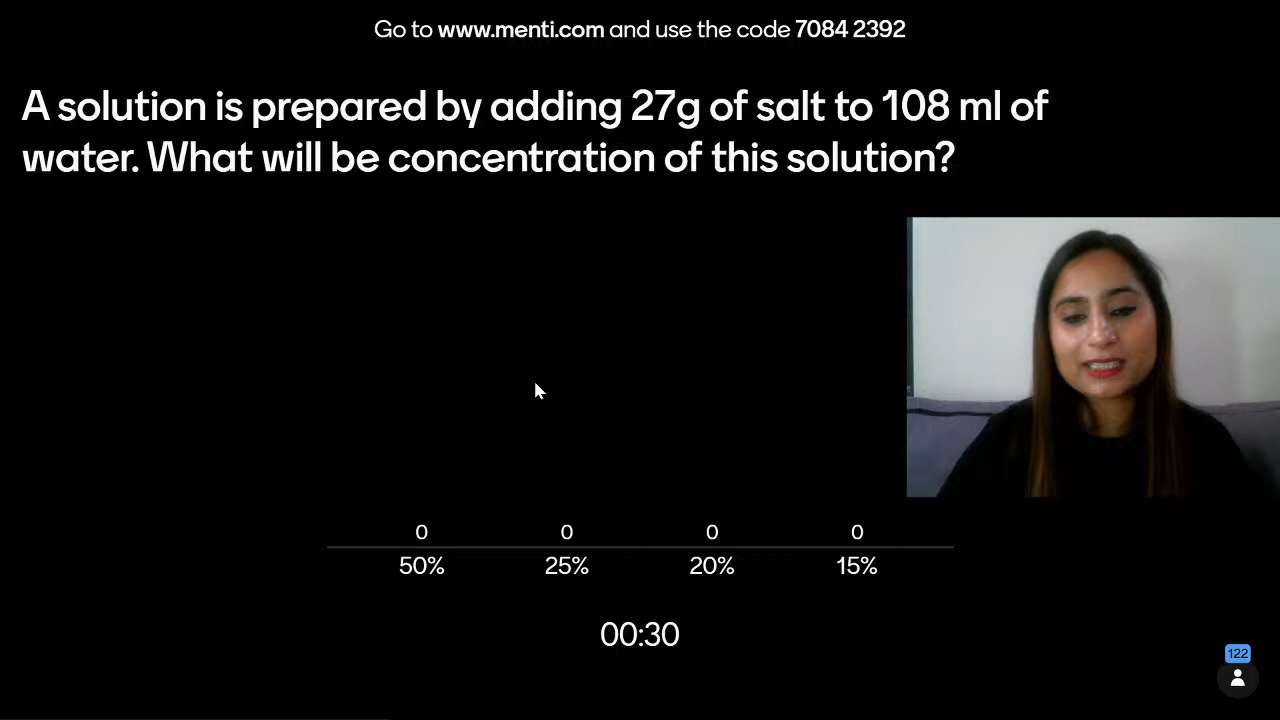 Go to www.menti.com and use the code 7084 2392
A solution is prepared by adding 27g of salt to 108 ml of
water. What will be concentration of this solution?
0 0 0 0
50% 25% 20% 15%
00:30
122